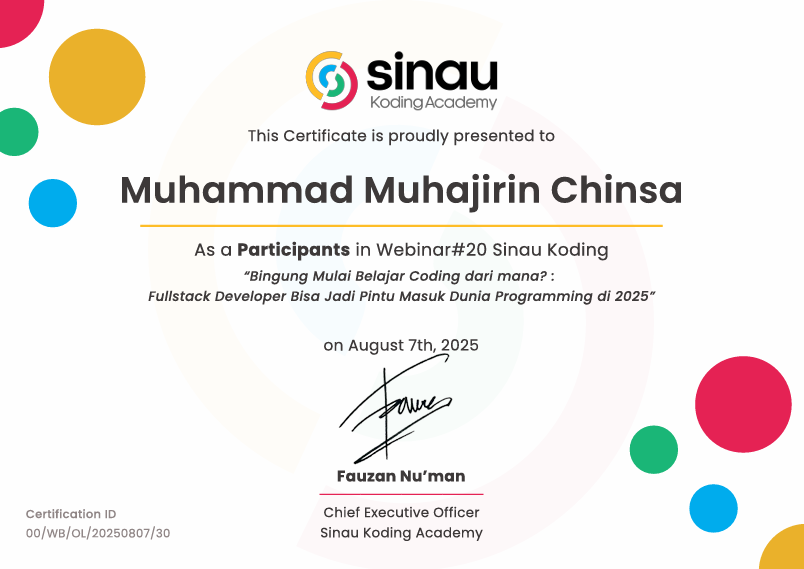 sinau
Koding Academy
This Certificate is proudly presented to
Muhammad Muhajirin Chinsa
As a Participants in Webinar#20 Sinau Koding
“Bingung Mulai Belajar Coding dari mana? :
Fullstack Developer Bisa Jadi Pintu Masuk Dunia Programming di 2025”
on August 7th, 2025
Fauzan Nu’man
Chief Executive Officer
Sinau Koding Academy
Certification ID
00/WB/OL/20250807/30